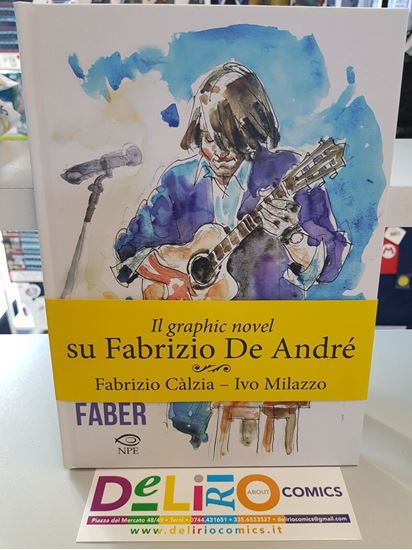 Il graphic novel
su Fabrizio De André
Fabrizio Càlzia – Ivo Milazzo
FABER
NPE
DeLiRIO ABOUT COMICS
Piazza del Mercato 48/49 • Terni • 0744.431651 • 335.6533527 • deliriocomics@gmail.com
www.deliriocomics.it